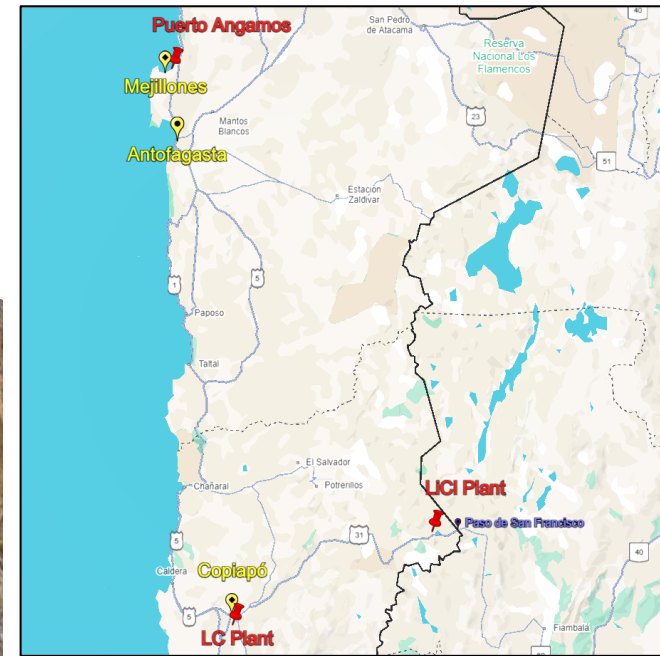 Puerto Angamos
San Pedro
de Atacama
40
Reserva
Nacional Los
Flamencos
Mejillones
Mantos
Blancos
23
Antofagasta
51
Estación
Zaldivar
5
1
Paposo
Taltal
El Salvador
Potrerillos
Chañaral
LiCl Plant
Paso de San Francisco
5
31
40
Copiapó
Caldera
5
LC Plant
Fiambalá